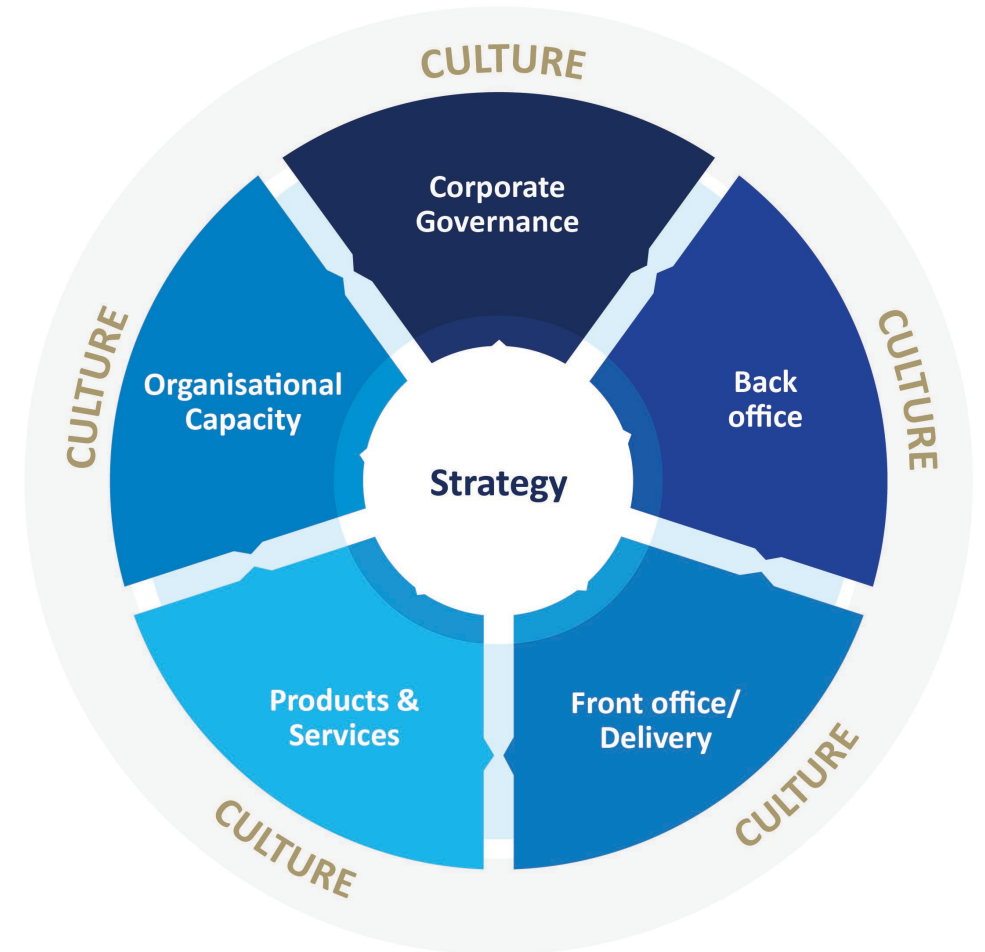 CULTURE
Corporate
Governance
CULTURE
Organisational
Capacity
Back
office
CULTURE
Strategy
Products &
Services
Front office/
Delivery
CULTURE
CULTURE